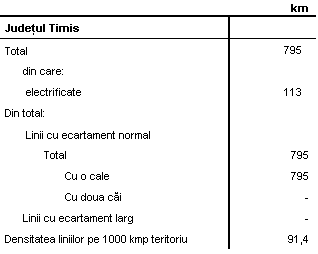 km
Județul Timis
Total 795
din care:
electrificate 113
Din total:
Linii cu ecartament normal
Total 795
Cu o cale 795
Cu doua căi -
Linii cu ecartament larg -
Densitatea liniilor pe 1000 kmp teritoriu 91,4